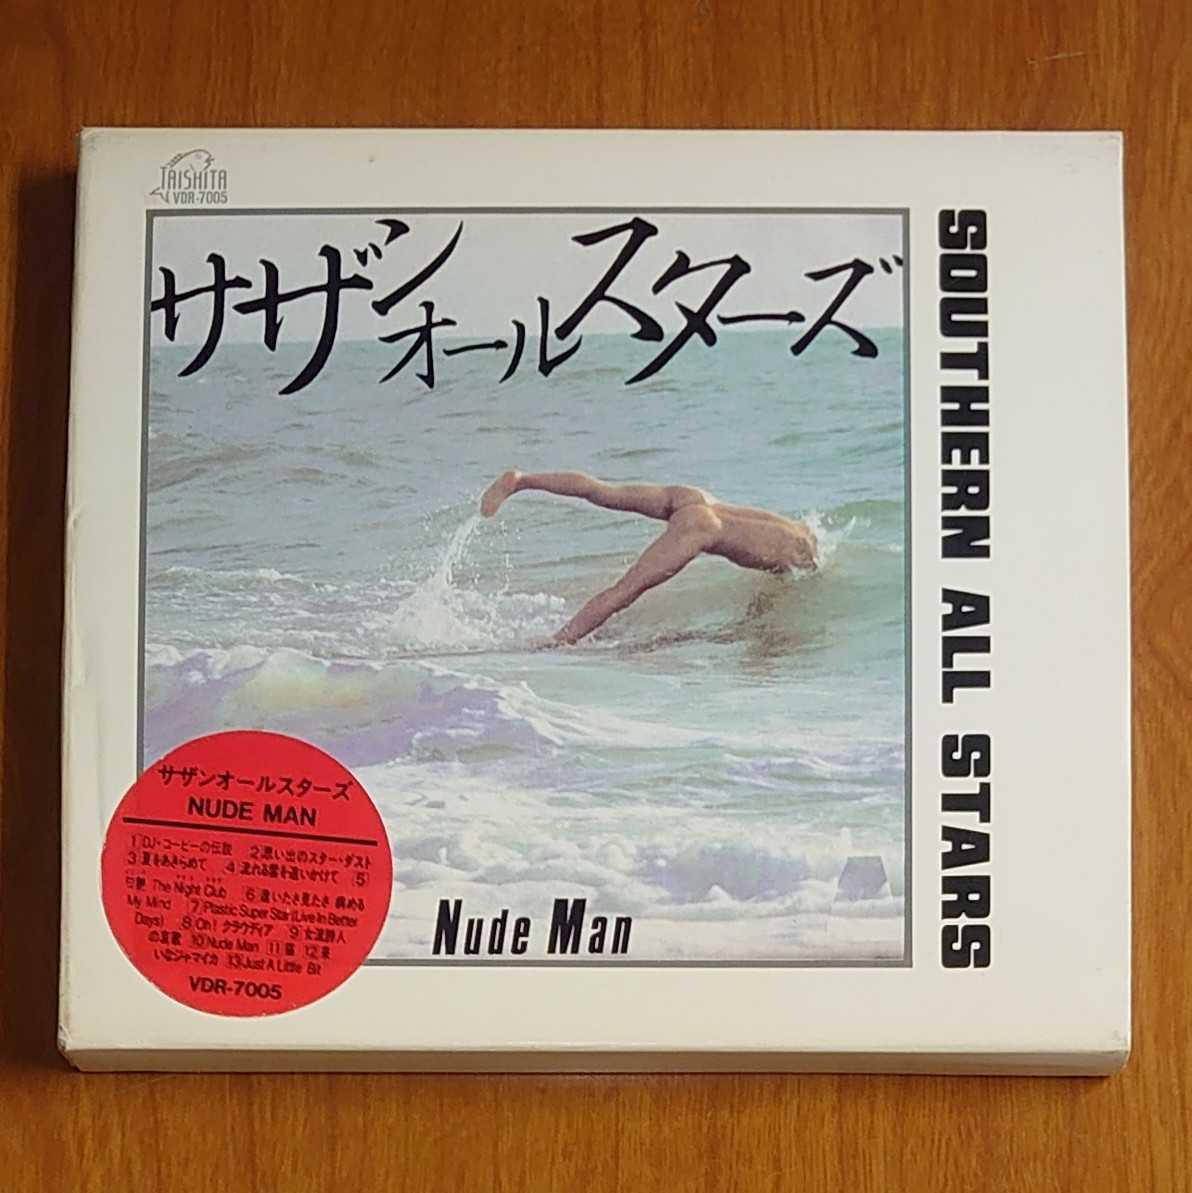 TAISHITA
VDR-7005
サザンオールスターズ
SOUTHERN ALL STARS
Nude Man
サザンオールスターズ
NUDE MAN
1 DJ・コービーの伝説 2 思い出のスター・ダスト
3 夏をあきらめて 4 流れる雲を追いかけて 5
匂艶 The Night Club 6 逢いたさ見たさ 病める
My Mind 7 Plastic Super Star (Live In Better
Days) 8 Oh! クラウディア 9 女流詩人
の哀歌 10 Nude Man 11 猫 12 来
いなジャマイカ 13 Just A Little Bit
VDR-7005